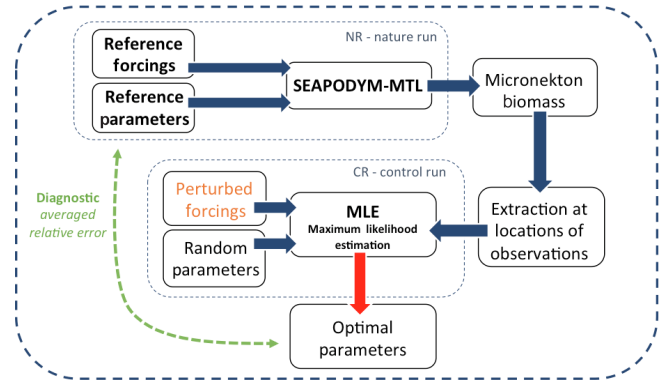 NR - nature run
Reference
forcings
Reference
parameters
SEAPODYM-MTL
Micronekton
biomass
CR - control run
Perturbed
forcings
Random
parameters
MLE
Maximum likelihood
estimation
Extraction at
locations of
observations
Diagnostic
averaged
relative error
Optimal
parameters